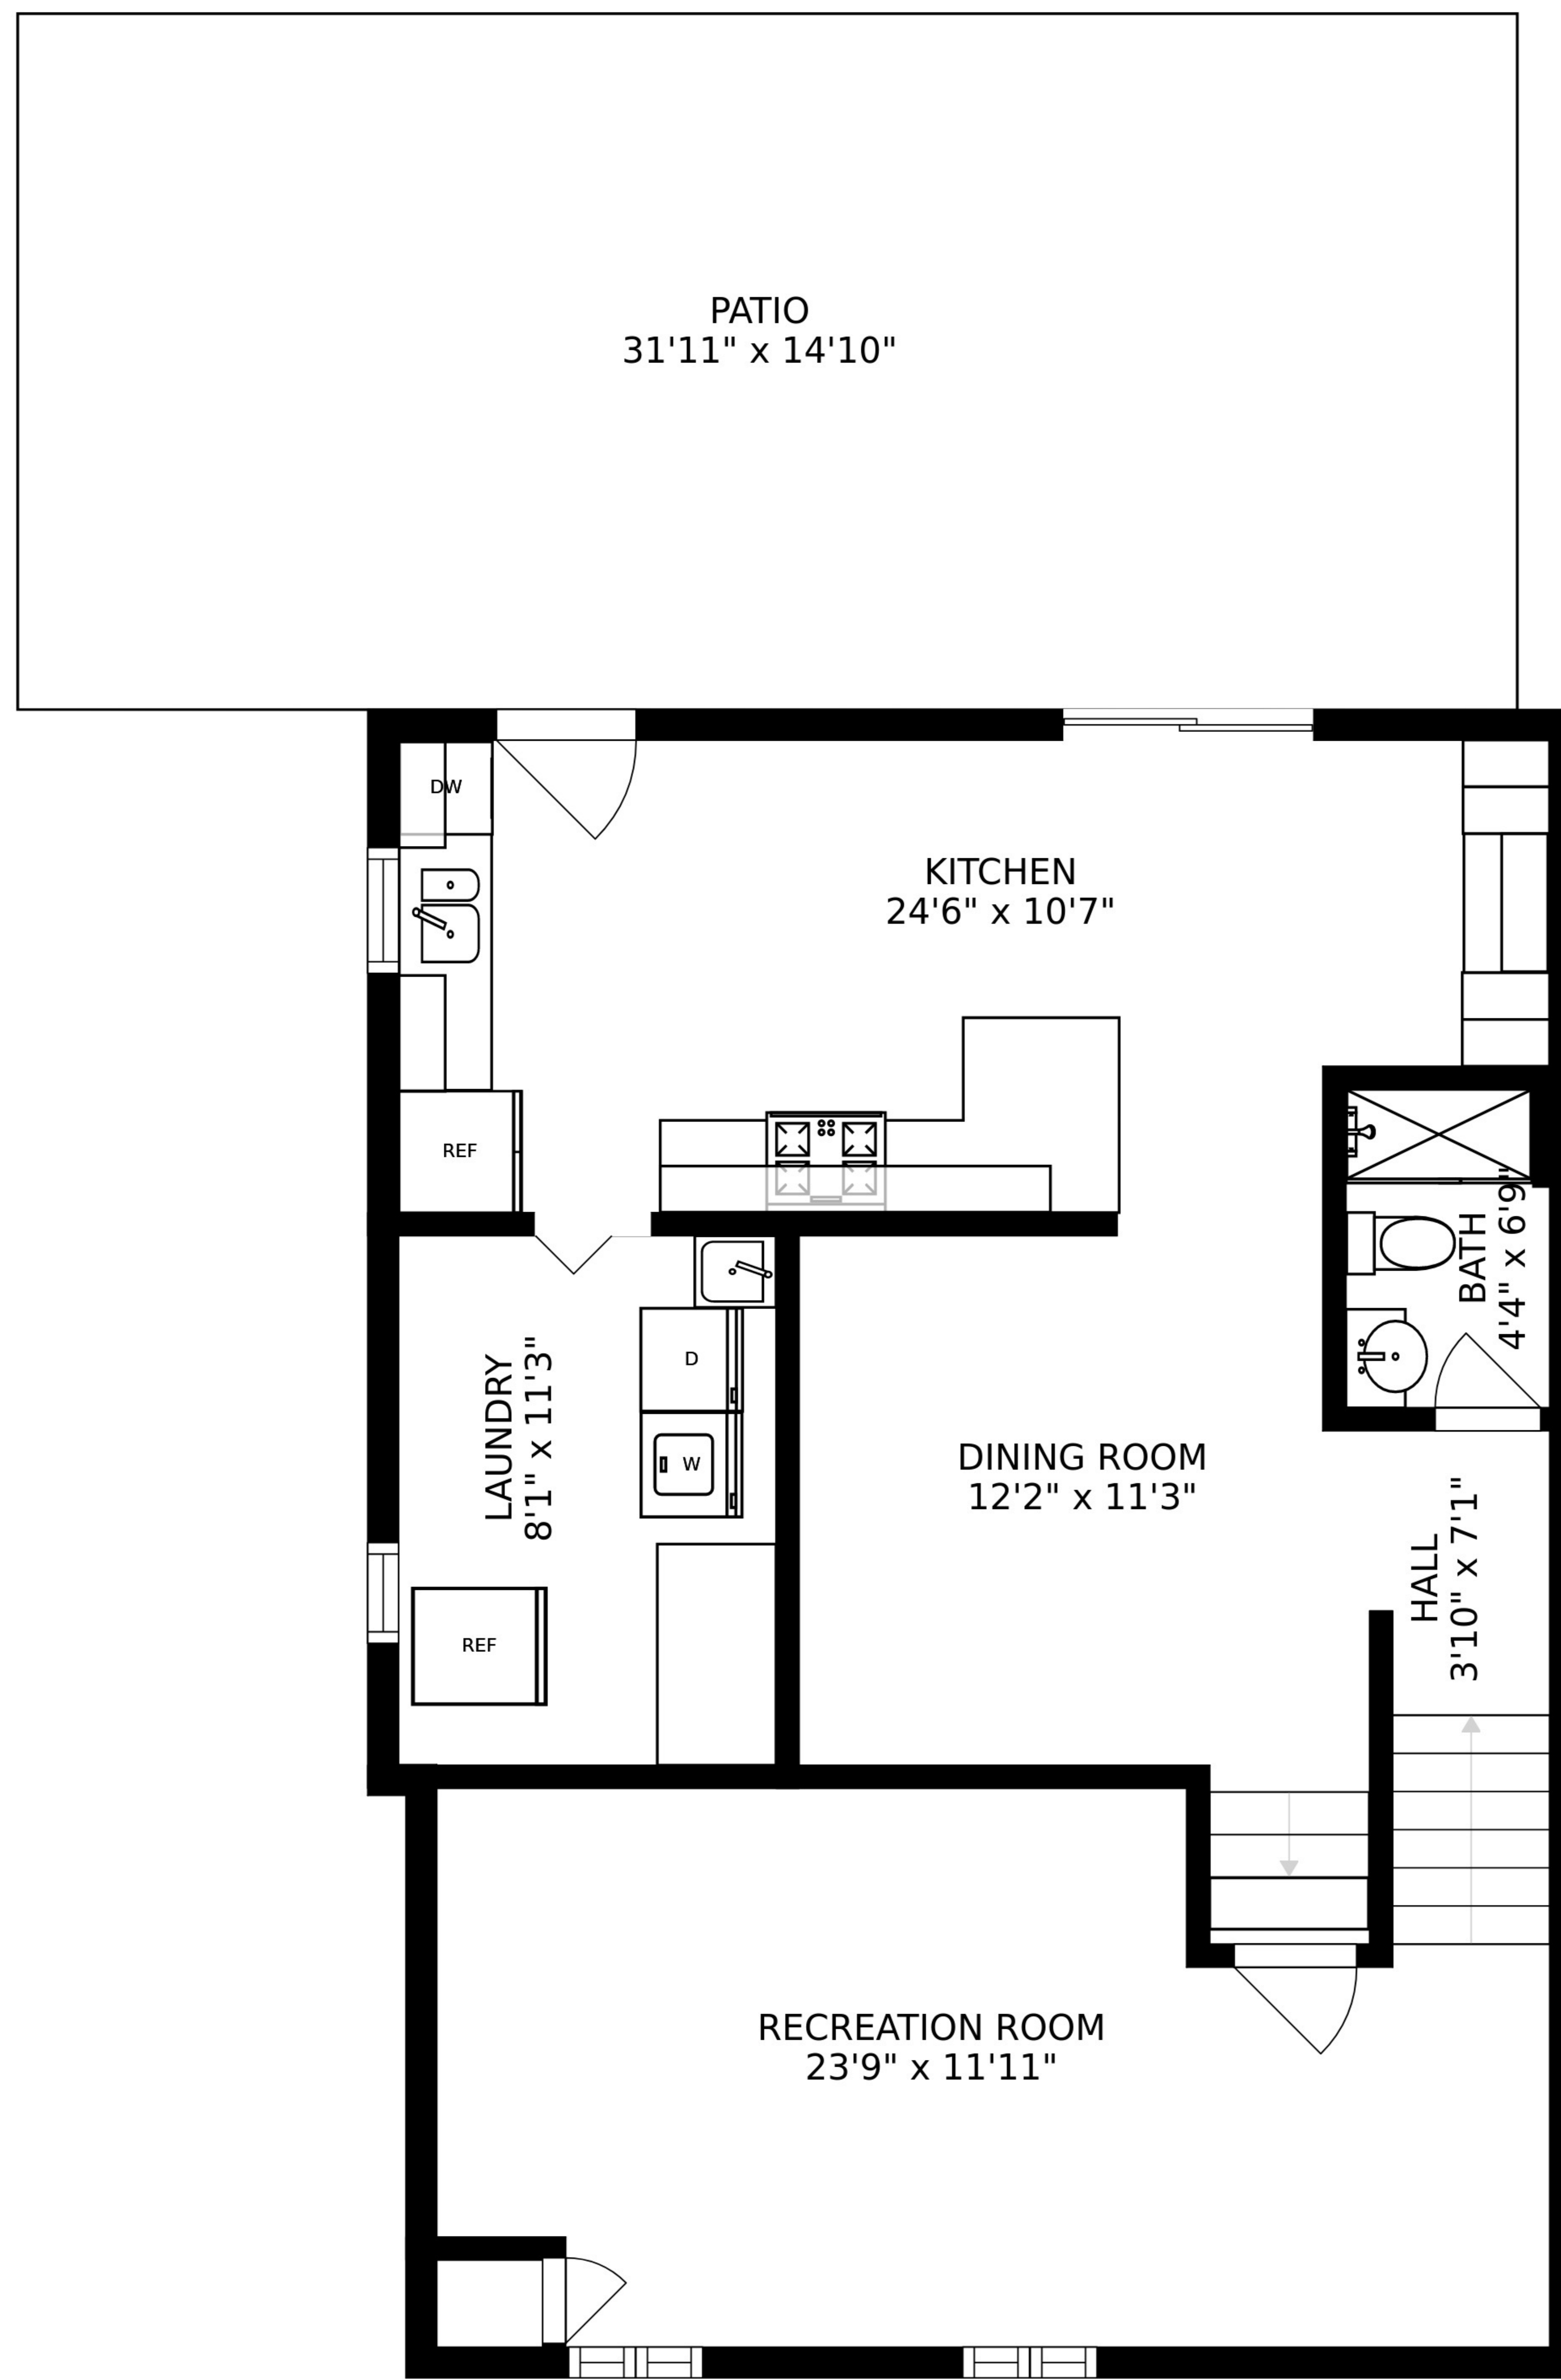 PATIO
31'11" x 14'10"
DW
KITCHEN
24'6" x 10'7"
REF
BATH
4'4" x 6'9"
D
LAUNDRY
8'1" x 11'3"
W
DINING ROOM
12'2" x 11'3"
HALL
3'10" x 7'1"
REF
RECREATION ROOM
23'9" x 11'11"